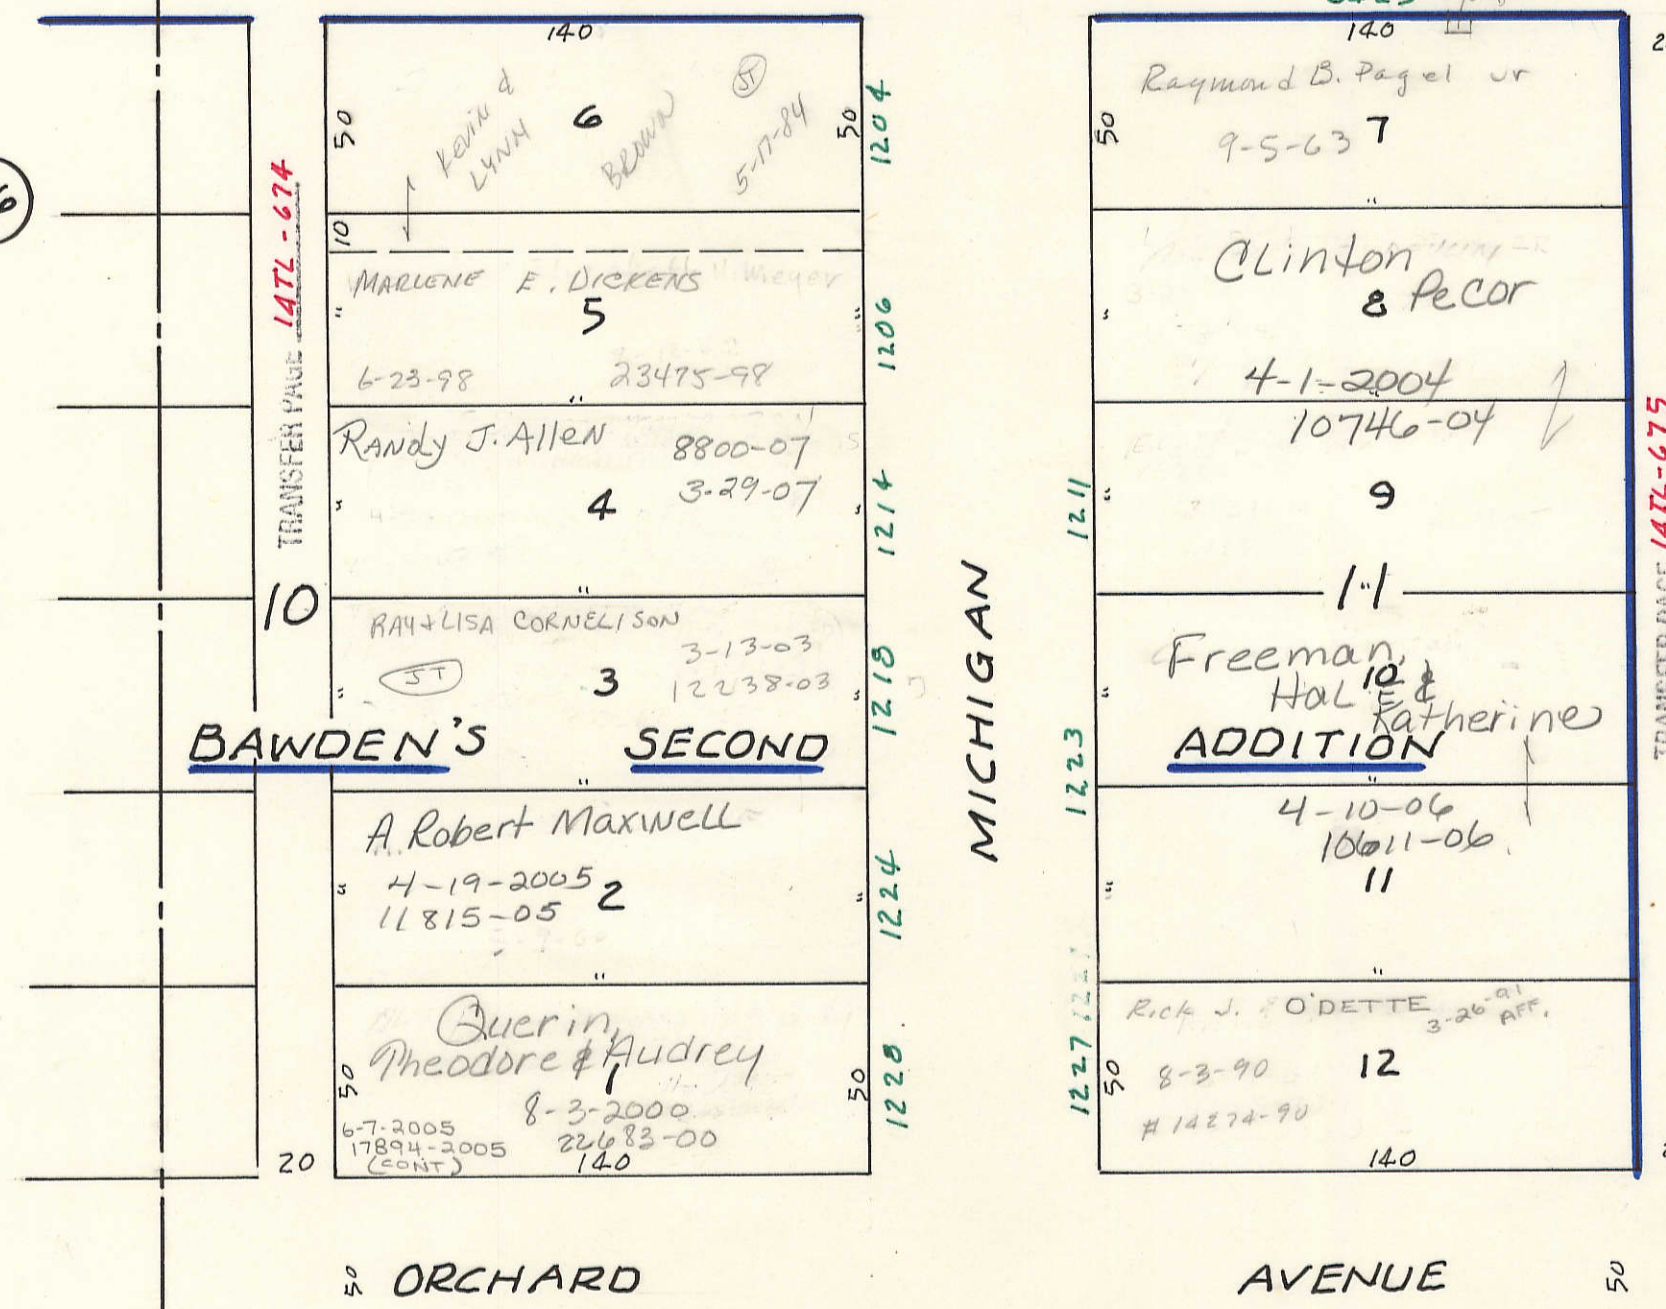 140
50
KEVIN &
LYNN
BROWN
JT
5-17-84
6
50
1204
10
TRANSFER PAGE 14TL-674
MARLENE E. DICKENS
"
5
"
6-23-98 23475-98
"
1206
RANdy J. AlleN 8800-07
3-29-07
"
4
"
1214
10
RAY & LISA CORNELISON
3-13-03
JT
3
12238-03
"
"
1218
BAWDEN'S SECOND ADDITION
"
A. Robert Maxwell
4-19-2005
2
11815-05
"
"
1224
"
Querin,
Theodore & Audrey
1
8-3-2000
6-7-2005
22683-00
17894-2005
(CONT)
50
50
140
20
1228
MICHIGAN
140
Raymond B. Pagel Jr
50
9-5-63
7
"
CLinton
8
PeCor
"
4-1-2004
10746-04
1211
"
9
11
"
Freeman,
10
Hal E &
Katherine
"
1223
"
4-10-06
10611-06
11
"
"
1227
Rick J. O'DETTE
3-26-91
AFF.
8-3-90
12
50
# 14274-90
140
14TL-675
50 ORCHARD AVENUE 50